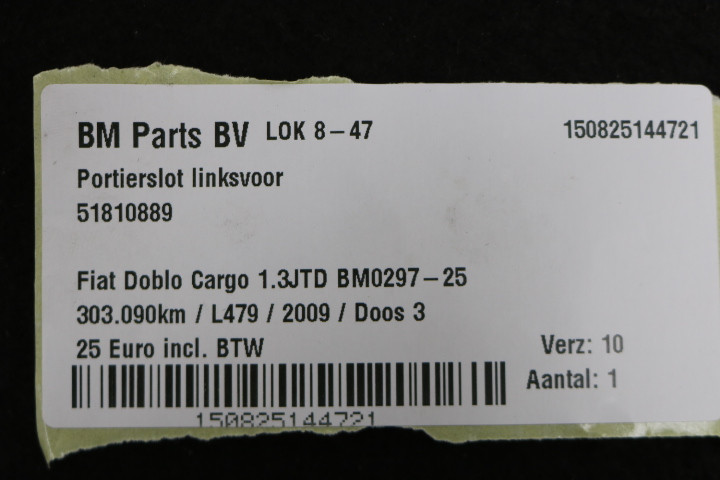 BM Parts BV LOK 8-47 150825144721
Portierslot linksvoor
51810889
Fiat Doblo Cargo 1.3JTD BM0297-25
303.090km / L479 / 2009 / Doos 3
25 Euro incl. BTW Verz: 10
Aantal: 1
150825144721